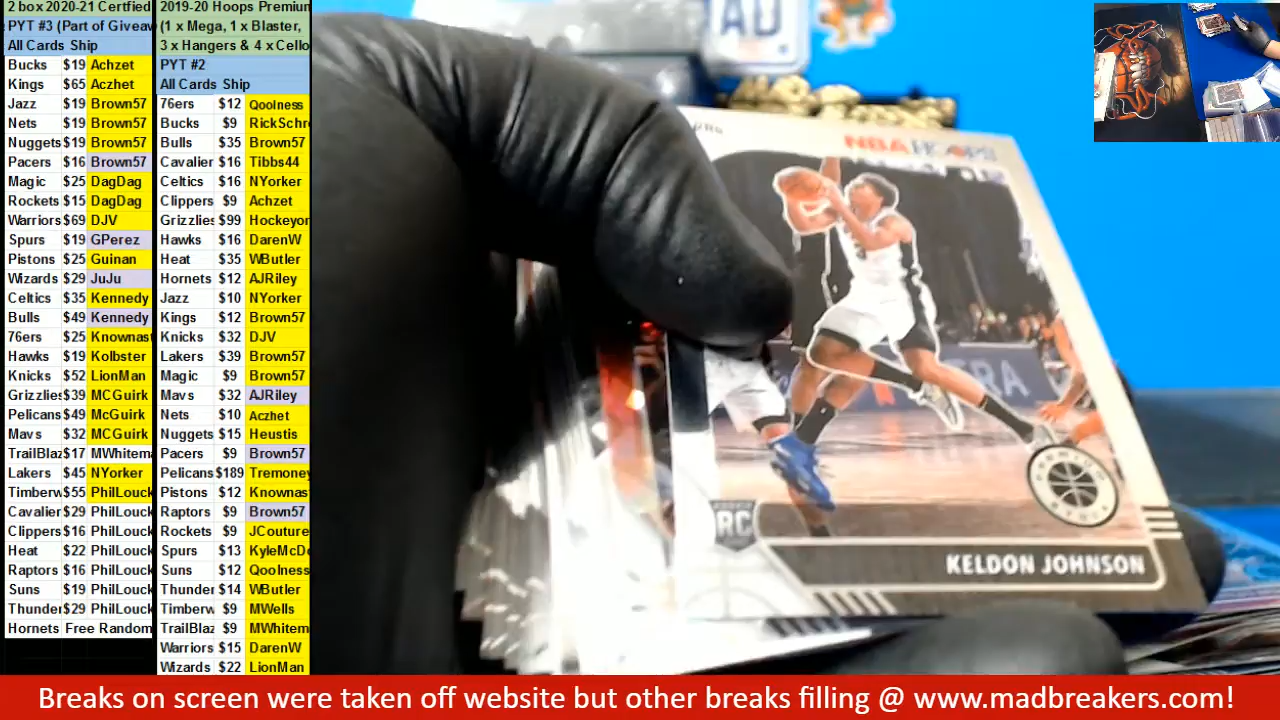 2 box 2020-21 Certfied
PYT #3 (Part of Giveaw
All Cards Ship
Bucks $19 Achzet
Kings $65 Aczhet
Jazz $19 Brown57
Nets $19 Brown57
Nuggets $19 Brown57
Pacers $16 Brown57
Magic $25 DagDag
Rockets $15 DagDag
Warriors $69 DJV
Spurs $19 GPerez
Pistons $25 Guinan
Wizards $29 JuJu
Celtics $35 Kennedy
Bulls $49 Kennedy
76ers $25 Knownast
Hawks $19 Kolbster
Knicks $52 LionMan
Grizzlies $39 MCGuirk
Pelicans $49 McGuirk
Mavs $32 MCGuirk
TrailBlaz $17 MWhitema
Lakers $45 NYorker
Timberw $55 PhilLouck
Cavalier $29 PhilLouck
Clippers $16 PhilLouck
Heat $22 PhilLouck
Raptors $16 PhilLouck
Suns $19 PhilLouck
Thunder $29 PhilLouck
Hornets Free Random
2019-20 Hoops Premium
(1 x Mega, 1 x Blaster,
3 x Hangers & 4 x Cello
PYT #2
All Cards Ship
76ers $12 Qoolness
Bucks $9 RickSchr
Bulls $35 Brown57
Cavalier $16 Tibbs44
Celtics $16 NYorker
Clippers $9 Achzet
Grizzlies $99 Hockeyor
Hawks $16 DarenW
Heat $35 WButler
Hornets $12 AJRiley
Jazz $10 NYorker
Kings $12 Brown57
Knicks $32 DJV
Lakers $39 Brown57
Magic $9 Brown57
Mavs $32 AJRiley
Nets $10 Aczhet
Nuggets $15 Heustis
Pacers $9 Brown57
Pelicans $189 Tremoney
Pistons $12 Knownas
Raptors $9 Brown57
Rockets $9 JCouture
Spurs $13 KyleMcD
Suns $12 Qoolness
Thunder $14 WButler
Timberw $9 MWells
TrailBlaz $9 MWhitem
Warriors $15 DarenW
Wizards $22 LionMan
AD
NBA HOOPS
RC
PREMIUM STOCK
KELDON JOHNSON
Breaks on screen were taken off website but other breaks filling @ www.madbreakers.com!